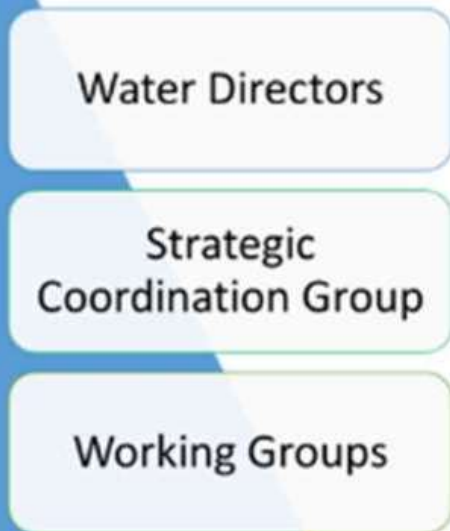 Water Directors
Strategic
Coordination Group
Working Groups